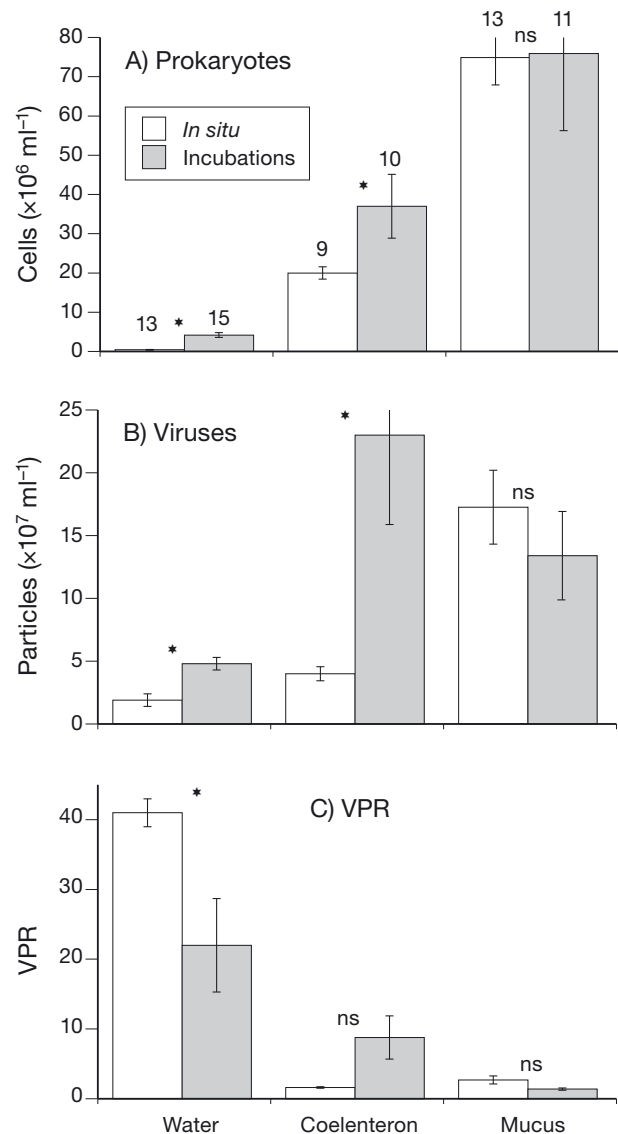 A) Prokaryotes
In situ
Incubations
Cells (×10⁶ ml⁻¹)
80
70
60
50
40
30
20
10
0
13
*
15
9
*
10
13
ns
11
B) Viruses
Particles (×10⁷ ml⁻¹)
25
20
15
10
5
0
*
*
ns
C) VPR
VPR
40
30
20
10
0
*
ns
ns
Water Coelenteron Mucus